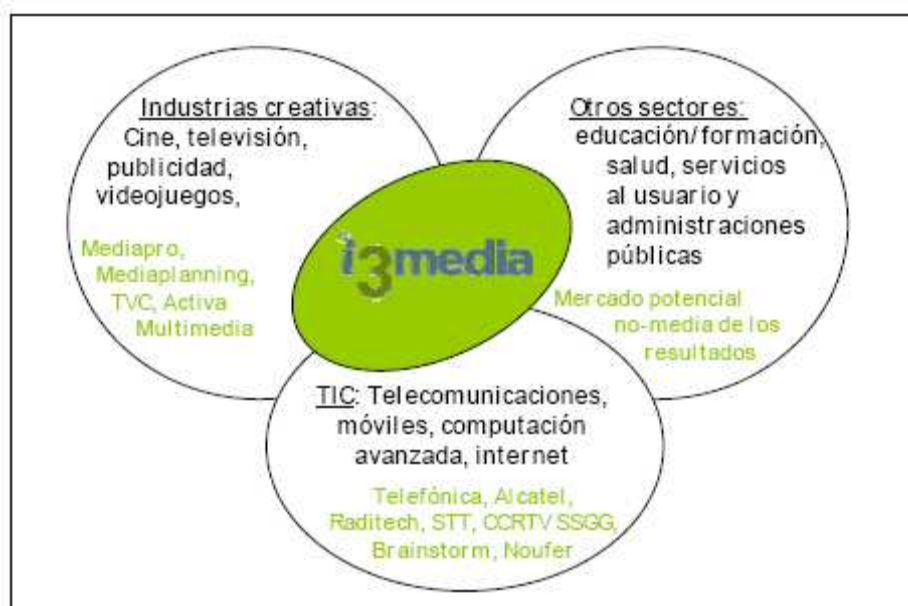 Industrias creativas:
Cine, televisión,
publicidad,
videojuegos,
Mediapro,
Mediaplanning,
TVC, Activa
Multimedia
Otros sectores:
educación/formación,
salud, servicios
al usuario y
administraciones
públicas
Mercado potencial
no-media de los
resultados
i3media
TIC: Telecomunicaciones,
móviles, computación
avanzada, internet
Telefónica, Alcatel,
Raditech, STT, CCRTV SSGG,
Brainstorm, Noufer